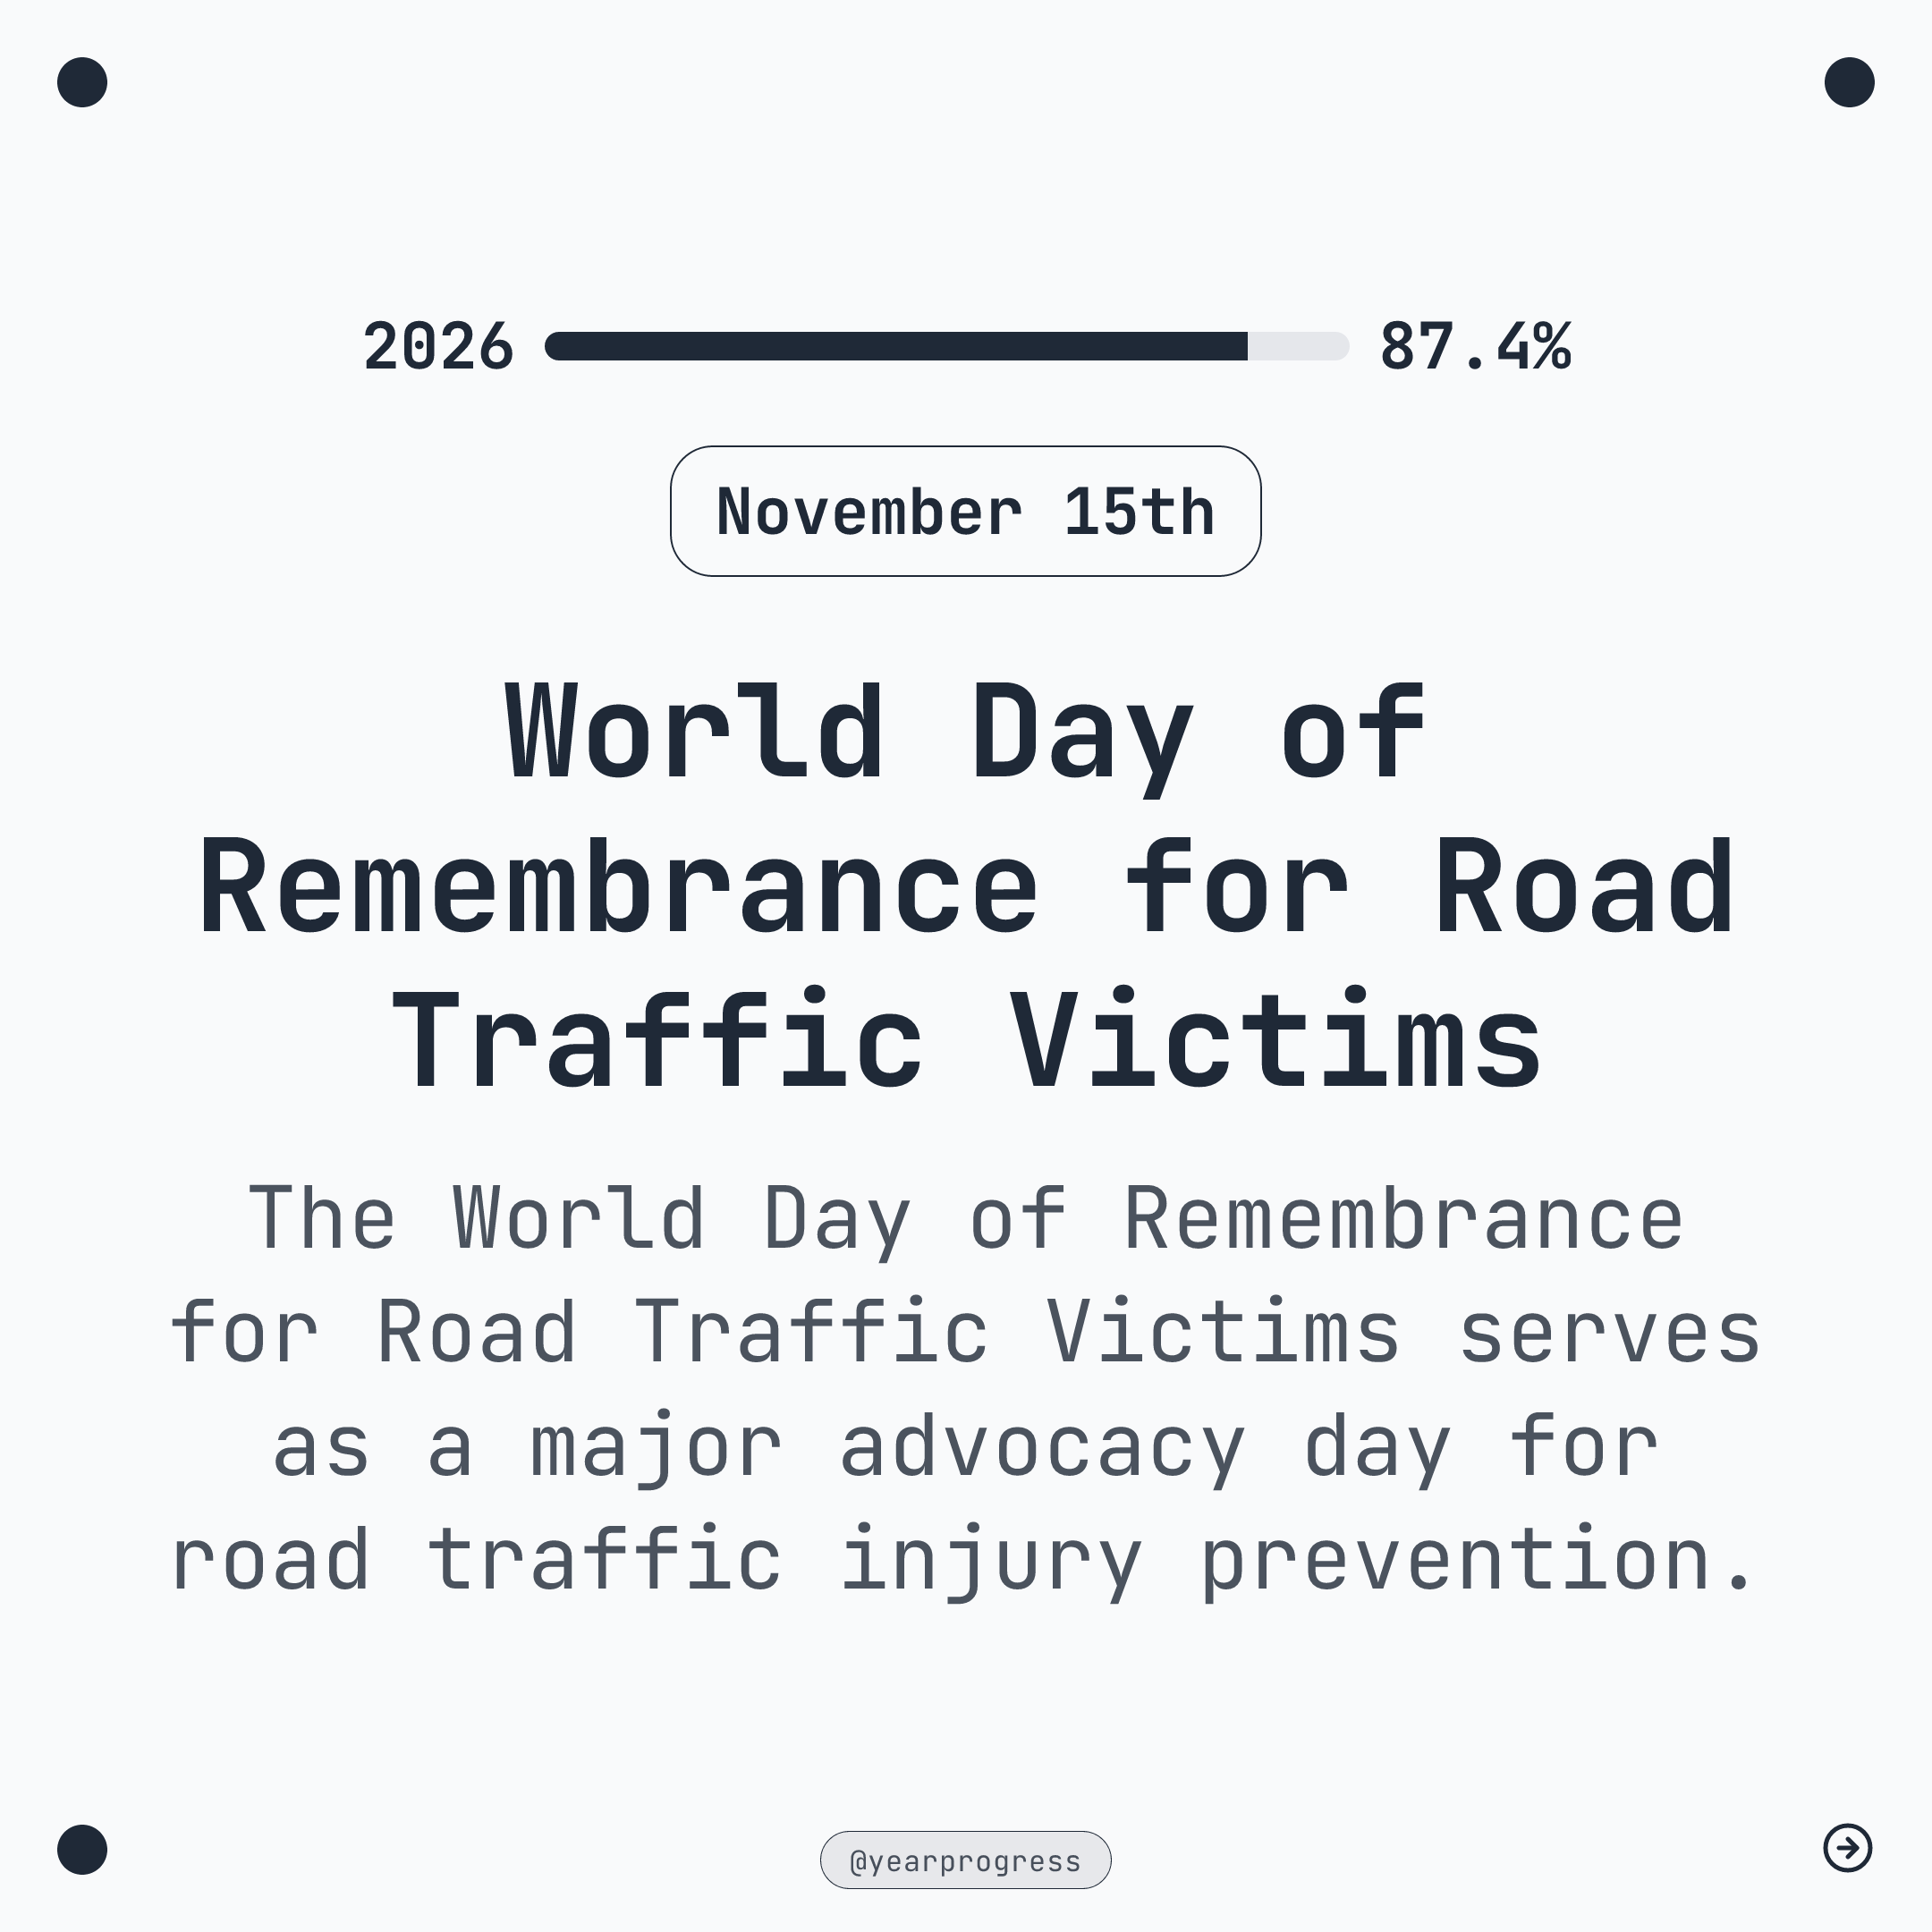 2026 87.4%
November 15th
World Day of
Remembrance for Road
Traffic Victims
The World Day of Remembrance
for Road Traffic Victims serves
as a major advocacy day for
road traffic injury prevention.
@yearprogress